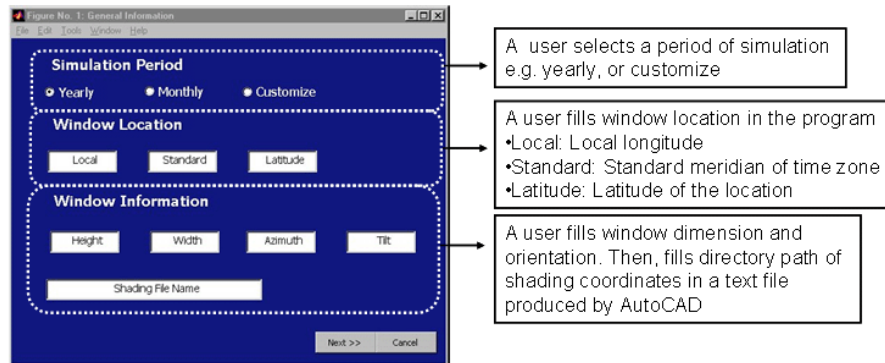 Figure No. 1: General Information
File Edit Tools Window Help
Simulation Period
Yearly Monthly Customize
Window Location
Local Standard Latitude
Window Information
Height Width Azimuth Tilt
Shading File Name
Next >> Cancel
A user selects a period of simulation
e.g. yearly, or customize
A user fills window location in the program
•Local: Local longitude
•Standard: Standard meridian of time zone
•Latitude: Latitude of the location
A user fills window dimension and
orientation. Then, fills directory path of
shading coordinates in a text file
produced by AutoCAD